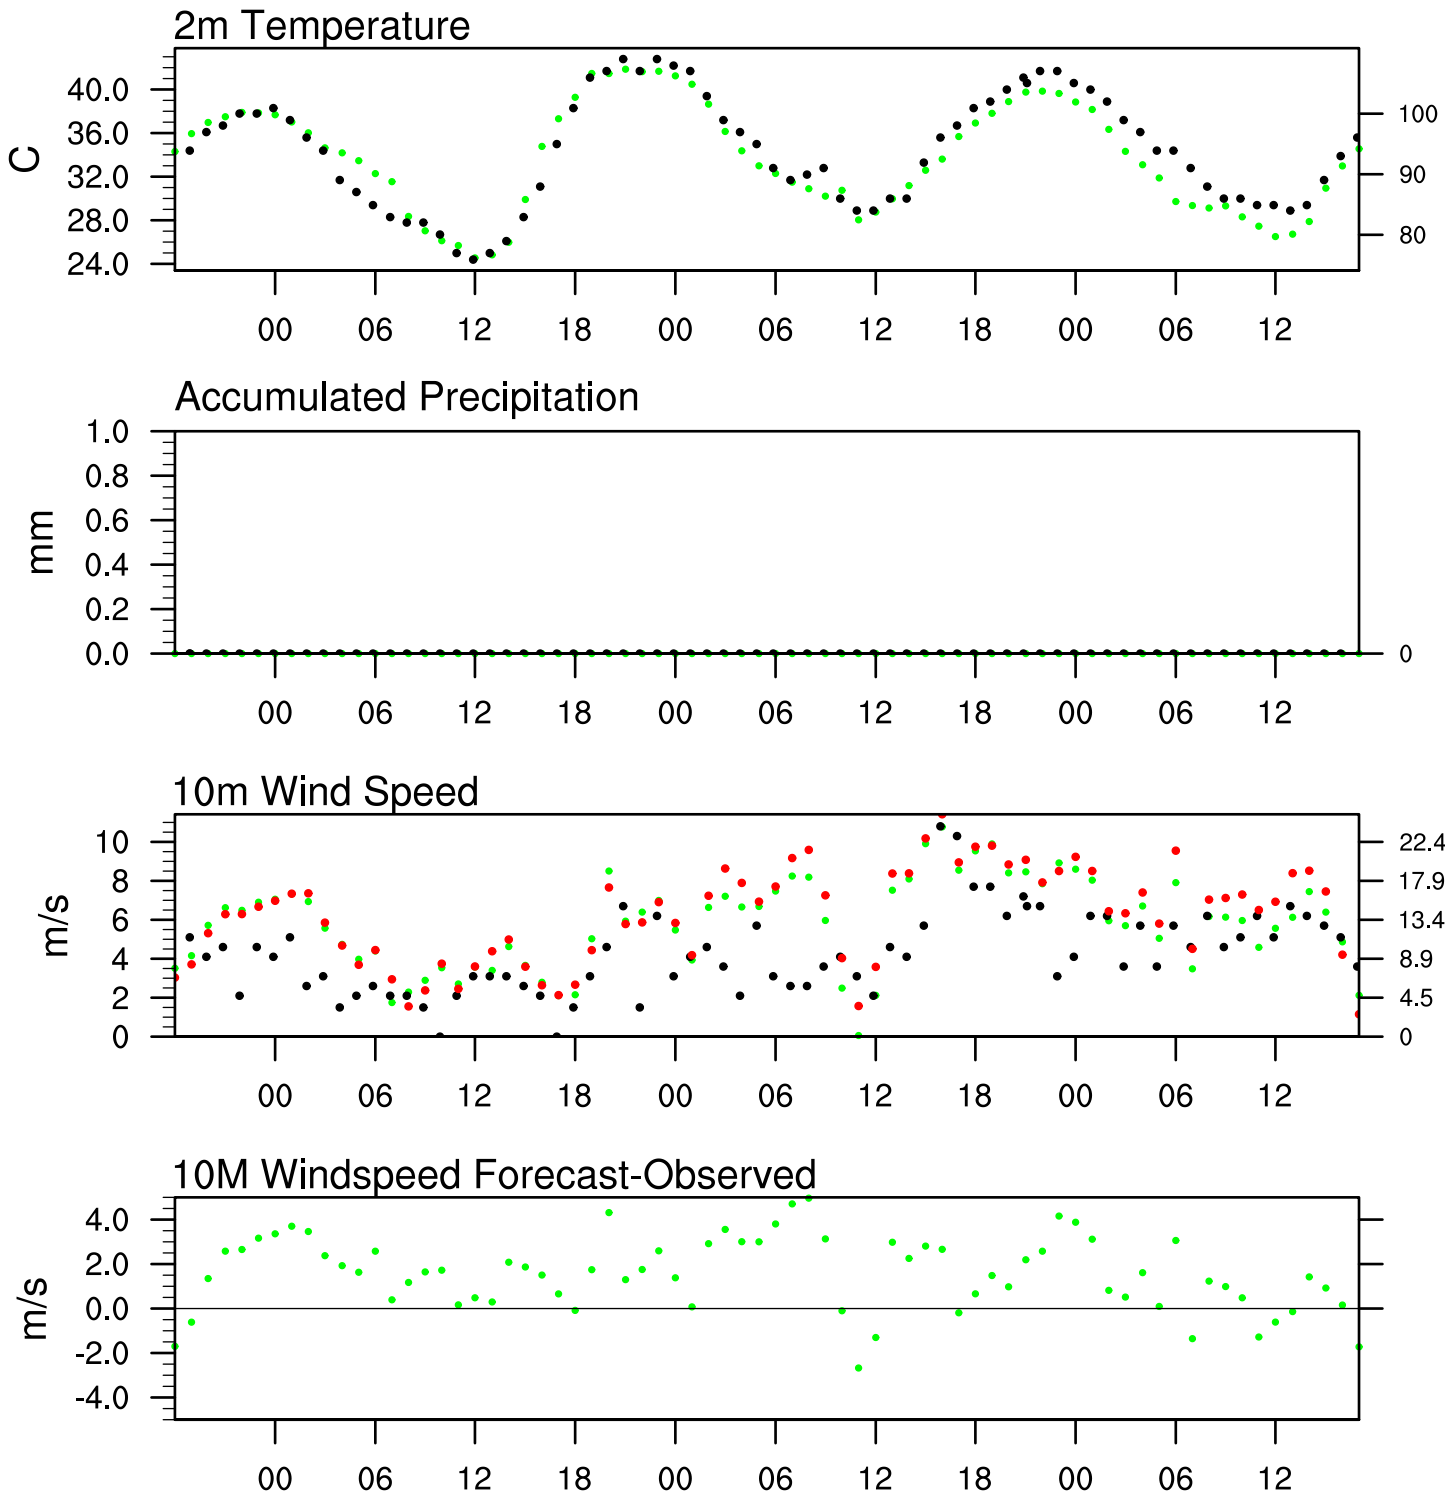 2m Temperature
40.0
36.0
32.0
28.0
24.0
C
100
90
80
00 06 12 18 00 06 12 18 00 06 12
Accumulated Precipitation
1.0
0.8
0.6
0.4
0.2
0.0
mm
0
00 06 12 18 00 06 12 18 00 06 12
10m Wind Speed
10
8
6
4
2
0
m/s
22.4
17.9
13.4
8.9
4.5
0
00 06 12 18 00 06 12 18 00 06 12
10M Windspeed Forecast-Observed
4.0
2.0
0.0
-2.0
-4.0
m/s
00 06 12 18 00 06 12 18 00 06 12